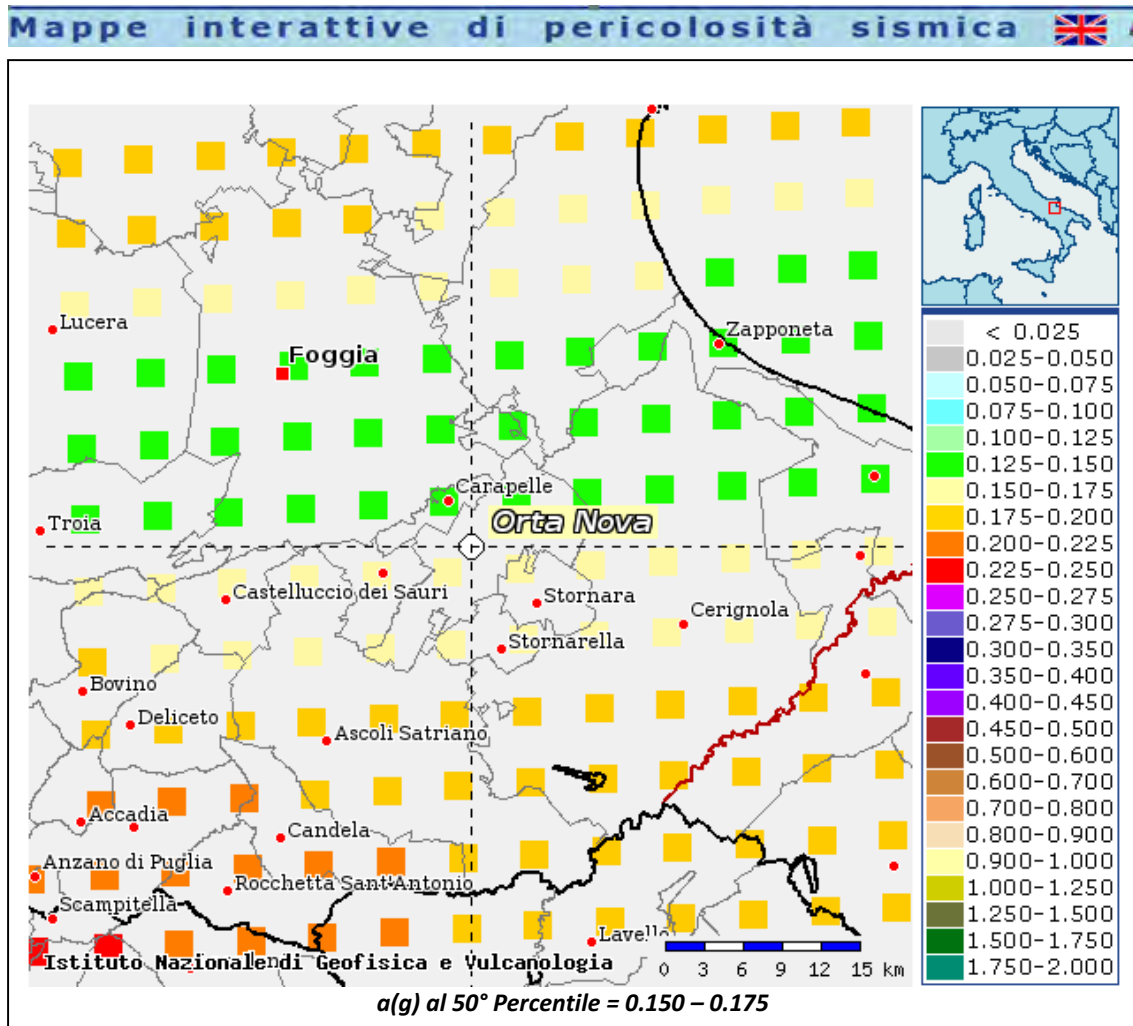 Mappe interattive di pericolosità sismica
Lucera
Foggia
Zapponeta
Troia
Carapelle
Orta Nova
Castelluccio dei Sauri
Stornara
Cerignola
Stornarella
Bovino
Deliceto
Ascoli Satriano
Accadia
Candela
Anzano di Puglia
Rocchetta Sant'Antonio
Scampitella
Lavello
Istituto Nazionale di Geofisica e Vulcanologia
0 3 6 9 12 15 km
< 0.025
0.025-0.050
0.050-0.075
0.075-0.100
0.100-0.125
0.125-0.150
0.150-0.175
0.175-0.200
0.200-0.225
0.225-0.250
0.250-0.275
0.275-0.300
0.300-0.350
0.350-0.400
0.400-0.450
0.450-0.500
0.500-0.600
0.600-0.700
0.700-0.800
0.800-0.900
0.900-1.000
1.000-1.250
1.250-1.500
1.500-1.750
1.750-2.000
a(g) al 50° Percentile = 0.150 – 0.175